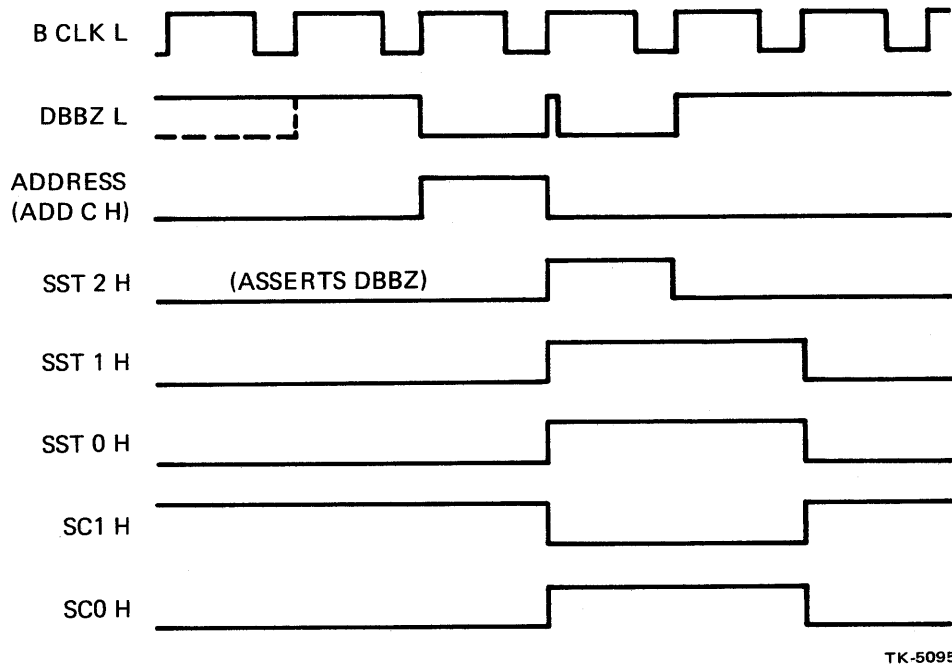 B CLK L
DBBZ L
ADDRESS
(ADD C H)
SST 2 H
(ASSERTS DBBZ)
SST 1 H
SST 0 H
SC1 H
SC0 H
TK-5095